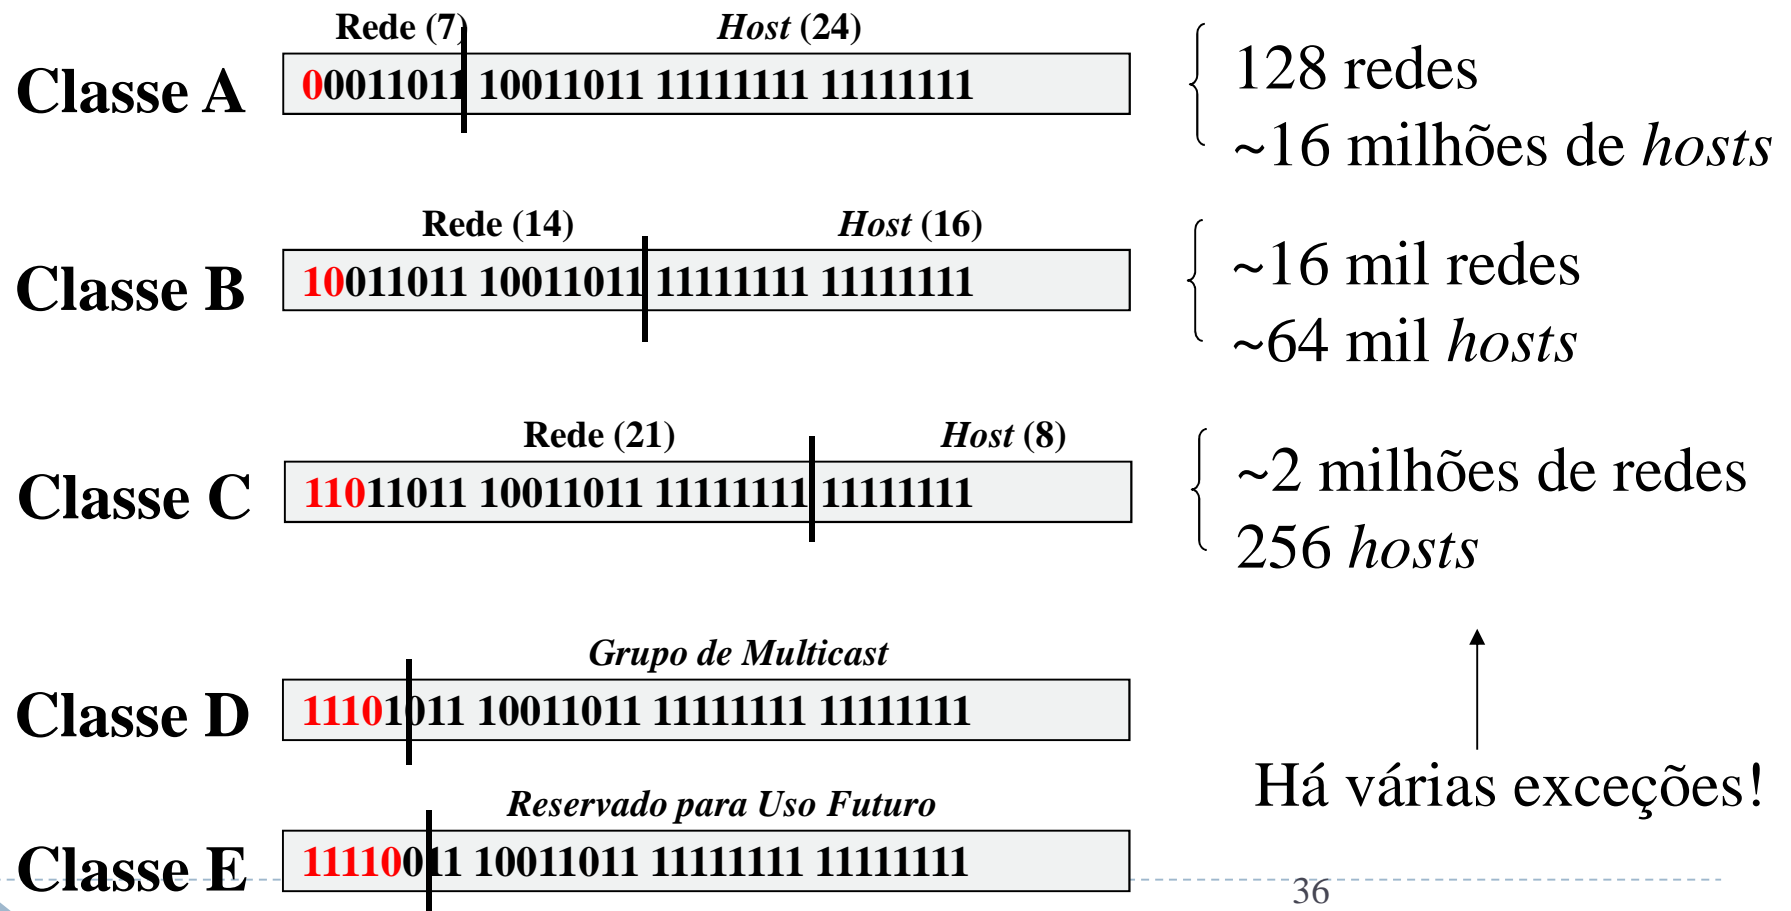 Rede (7) Host (24)
Classe A 00011011 10011011 11111111 11111111
128 redes
~16 milhões de hosts
Rede (14) Host (16)
Classe B 10011011 10011011 11111111 11111111
~16 mil redes
~64 mil hosts
Rede (21) Host (8)
Classe C 11011011 10011011 11111111 11111111
~2 milhões de redes
256 hosts
Grupo de Multicast
Classe D 11101011 10011011 11111111 11111111
Há várias exceções!
Reservado para Uso Futuro
Classe E 11110011 10011011 11111111 11111111
36